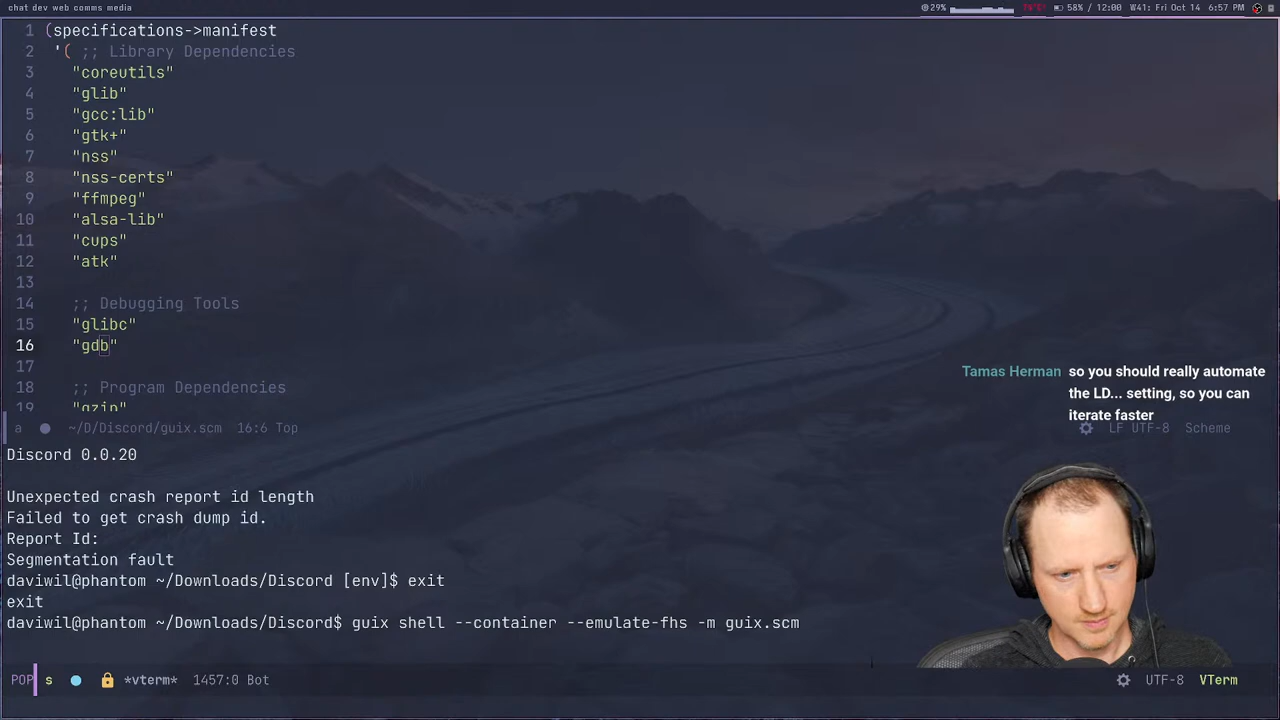 chat dev web comms media
29%
58% / 12:00
W41: Fri Oct 14
6:57 PM
1 (specifications->manifest
2 '( ;; Library Dependencies
3 "coreutils"
4 "glib"
5 "gcc:lib"
6 "gtk+"
7 "nss"
8 "nss-certs"
9 "ffmpeg"
10 "alsa-lib"
11 "cups"
12 "atk"
13
14 ;; Debugging Tools
15 "glibc"
16 "gdb"
17
18 ;; Program Dependencies
19 "gzip"
Tamas Herman so you should really automate
the LD... setting, so you can
iterate faster
a ~/D/Discord/guix.scm 16:6 Top LF UTF-8 Scheme
Discord 0.0.20
Unexpected crash report id length
Failed to get crash dump id.
Report Id:
Segmentation fault
daviwil@phantom ~/Downloads/Discord [env]$ exit
exit
daviwil@phantom ~/Downloads/Discord$ guix shell --container --emulate-fhs -m guix.scm
POP s *vterm* 1457:0 Bot UTF-8 VTerm